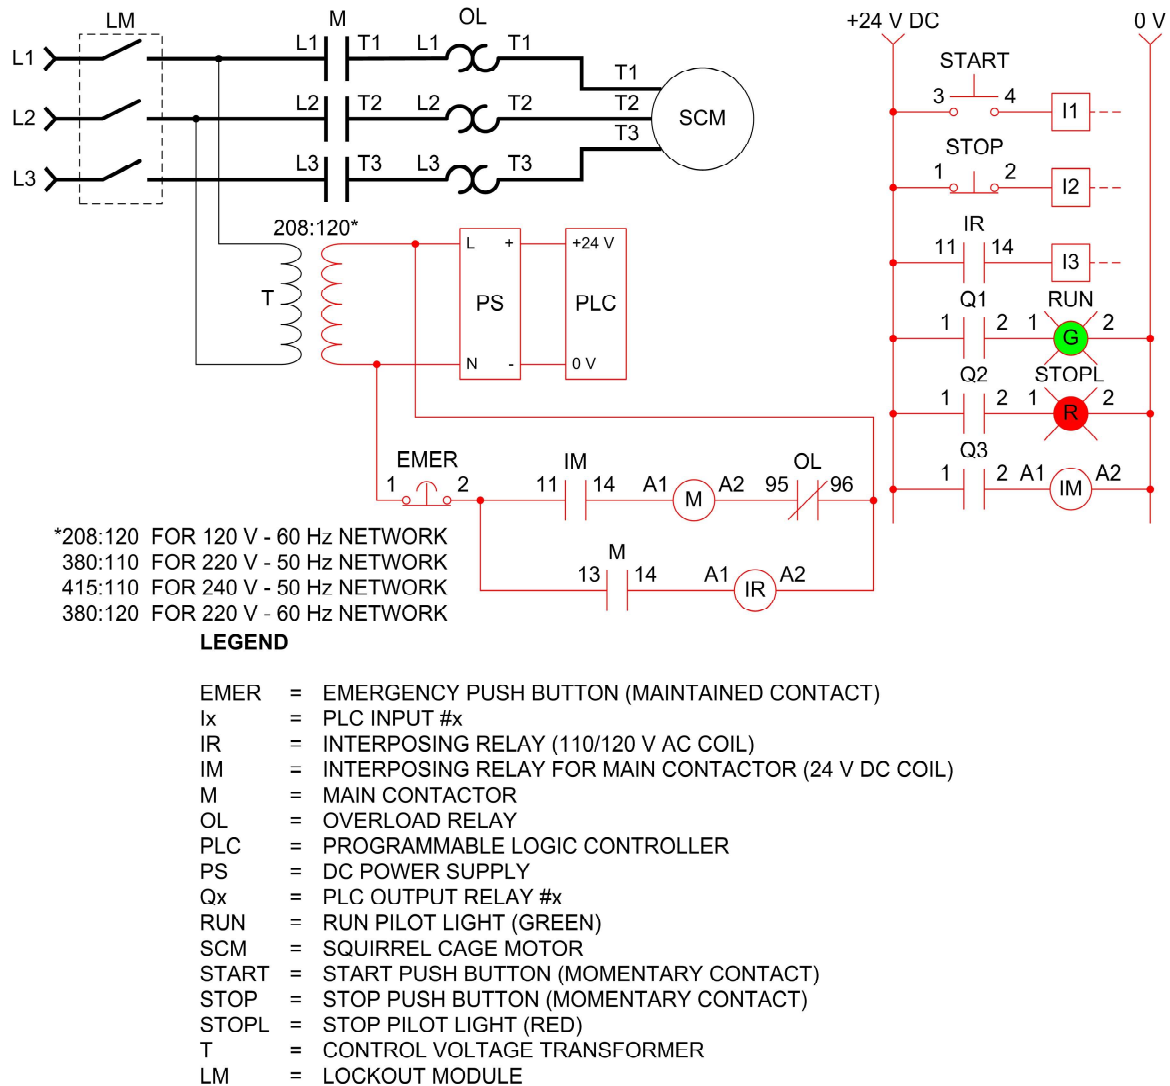 LM M OL
L1 L1 T1 L1 T1 T1
L2 L2 T2 L2 T2 T2 SCM
L3 L3 T3 L3 T3 T3
+24 V DC 0 V
START
3 4 I1
STOP
1 2 I2
IR
11 14 I3
Q1 RUN
1 2 1 G 2
Q2 STOPL
1 2 1 R 2
Q3
1 2 A1 IM A2
208:120*
T
L + +24 V
PS PLC
N - 0 V
EMER IM OL
1 2 11 14 A1 M A2 95 96
M
13 14 A1 IR A2
*208:120 FOR 120 V - 60 Hz NETWORK
380:110 FOR 220 V - 50 Hz NETWORK
415:110 FOR 240 V - 50 Hz NETWORK
380:120 FOR 220 V - 60 Hz NETWORK
LEGEND
EMER = EMERGENCY PUSH BUTTON (MAINTAINED CONTACT)
Ix = PLC INPUT #x
IR = INTERPOSING RELAY (110/120 V AC COIL)
IM = INTERPOSING RELAY FOR MAIN CONTACTOR (24 V DC COIL)
M = MAIN CONTACTOR
OL = OVERLOAD RELAY
PLC = PROGRAMMABLE LOGIC CONTROLLER
PS = DC POWER SUPPLY
Qx = PLC OUTPUT RELAY #x
RUN = RUN PILOT LIGHT (GREEN)
SCM = SQUIRREL CAGE MOTOR
START = START PUSH BUTTON (MOMENTARY CONTACT)
STOP = STOP PUSH BUTTON (MOMENTARY CONTACT)
STOPL = STOP PILOT LIGHT (RED)
T = CONTROL VOLTAGE TRANSFORMER
LM = LOCKOUT MODULE